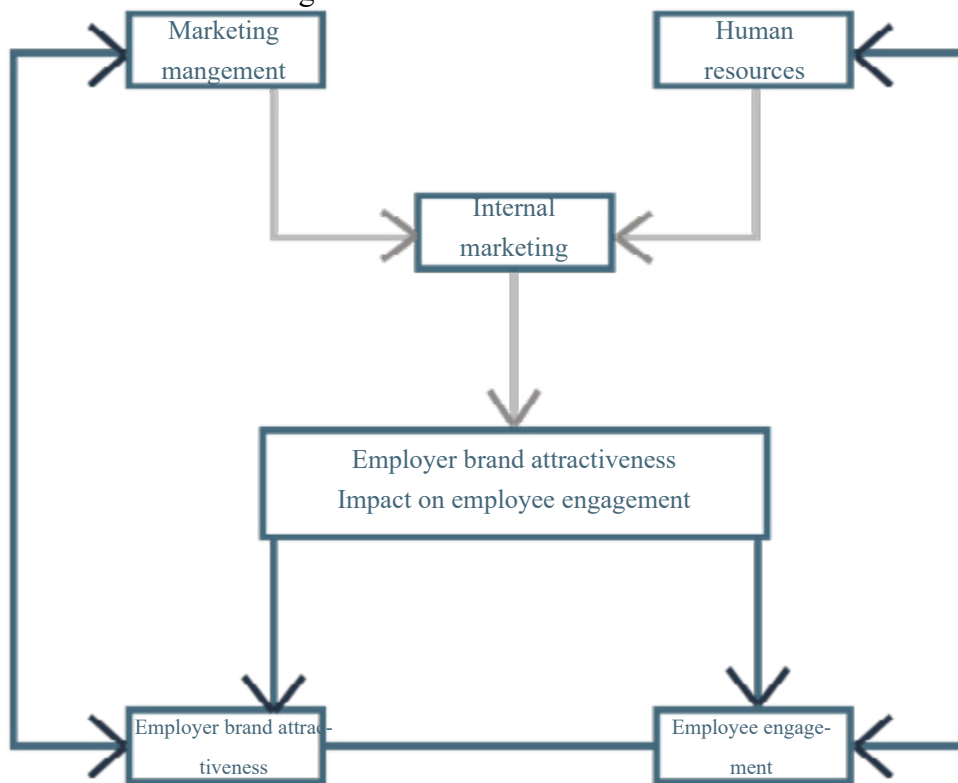 Marketing
mangement
Human
resources
Internal
marketing
Employer brand attractiveness
Impact on employee engagement
Employer brand attrac-
tiveness
Employee engage-
ment